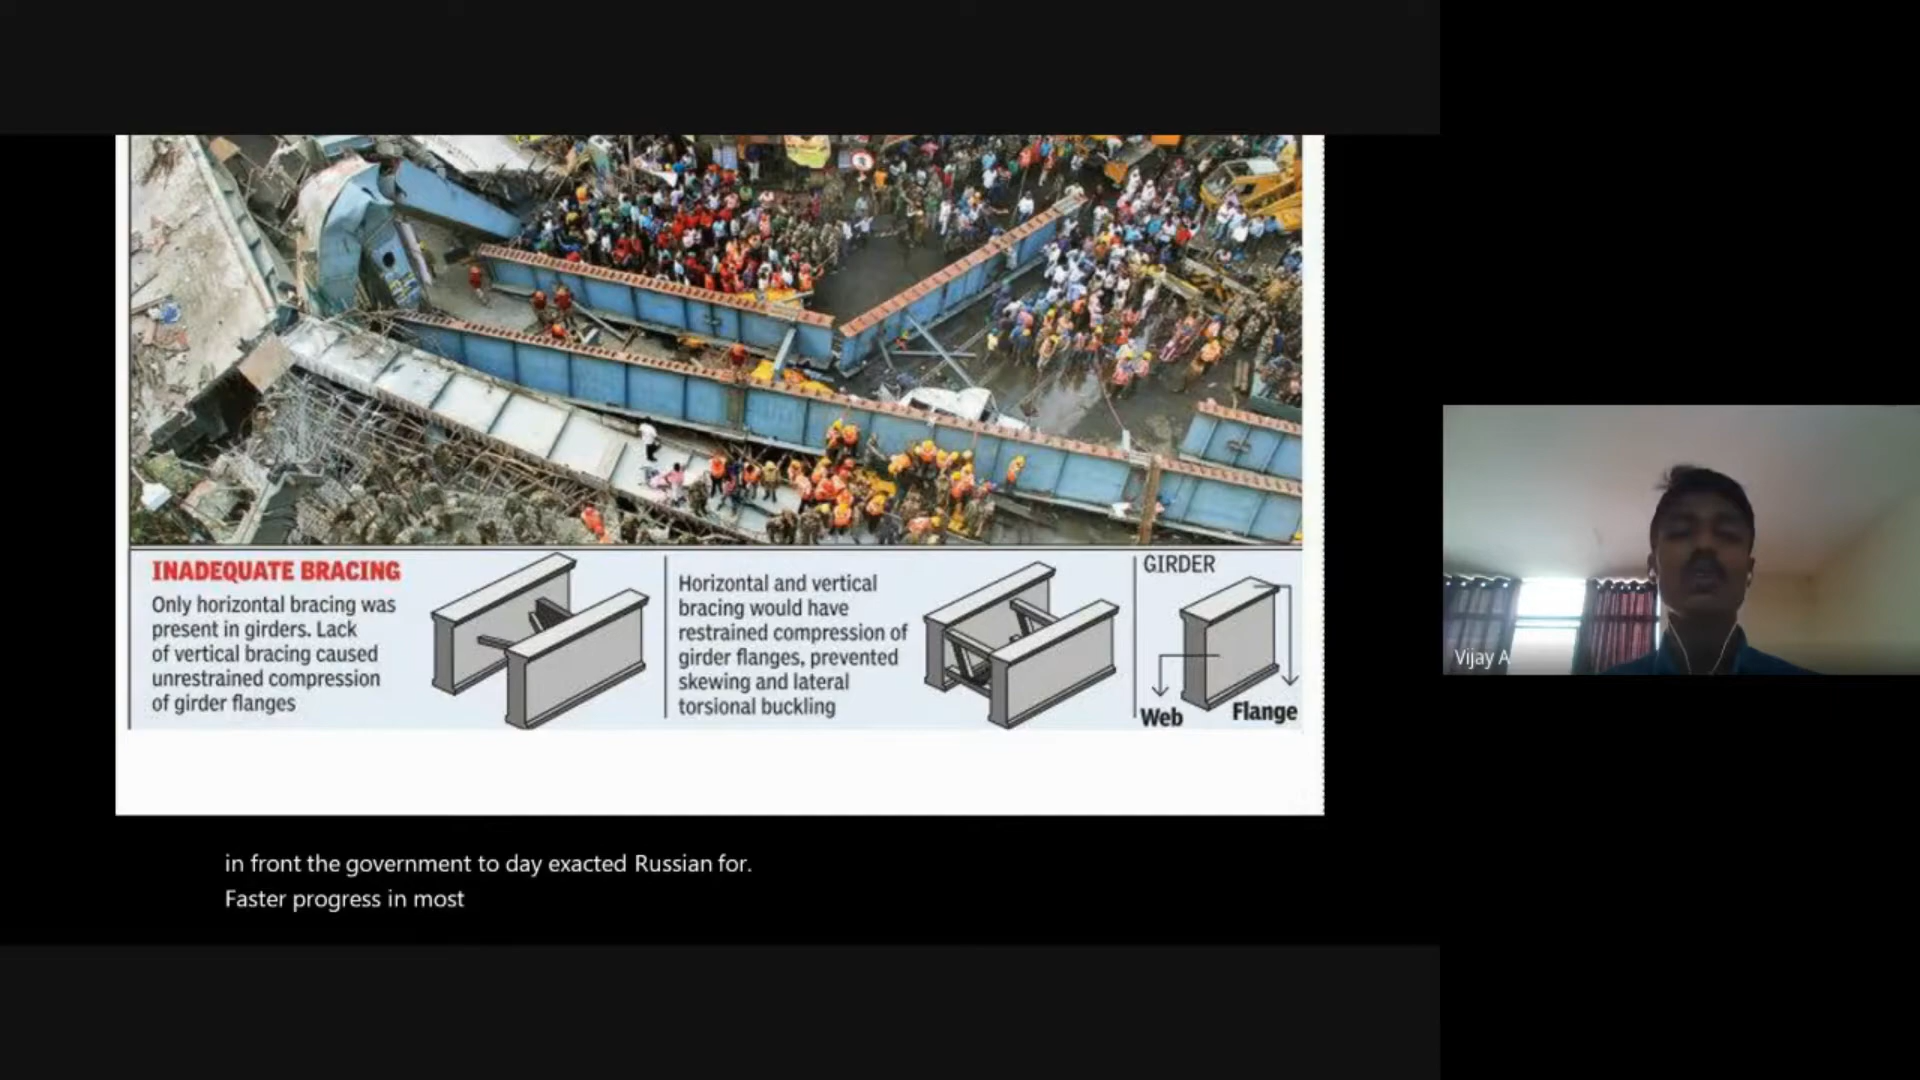 INADEQUATE BRACING
Only horizontal bracing was
present in girders. Lack
of vertical bracing caused
unrestrained compression
of girder flanges
Horizontal and vertical
bracing would have
restrained compression of
girder flanges, prevented
skewing and lateral
torsional buckling
GIRDER
Web
Flange
Vijay A
in front the government to day exacted Russian for.
Faster progress in most